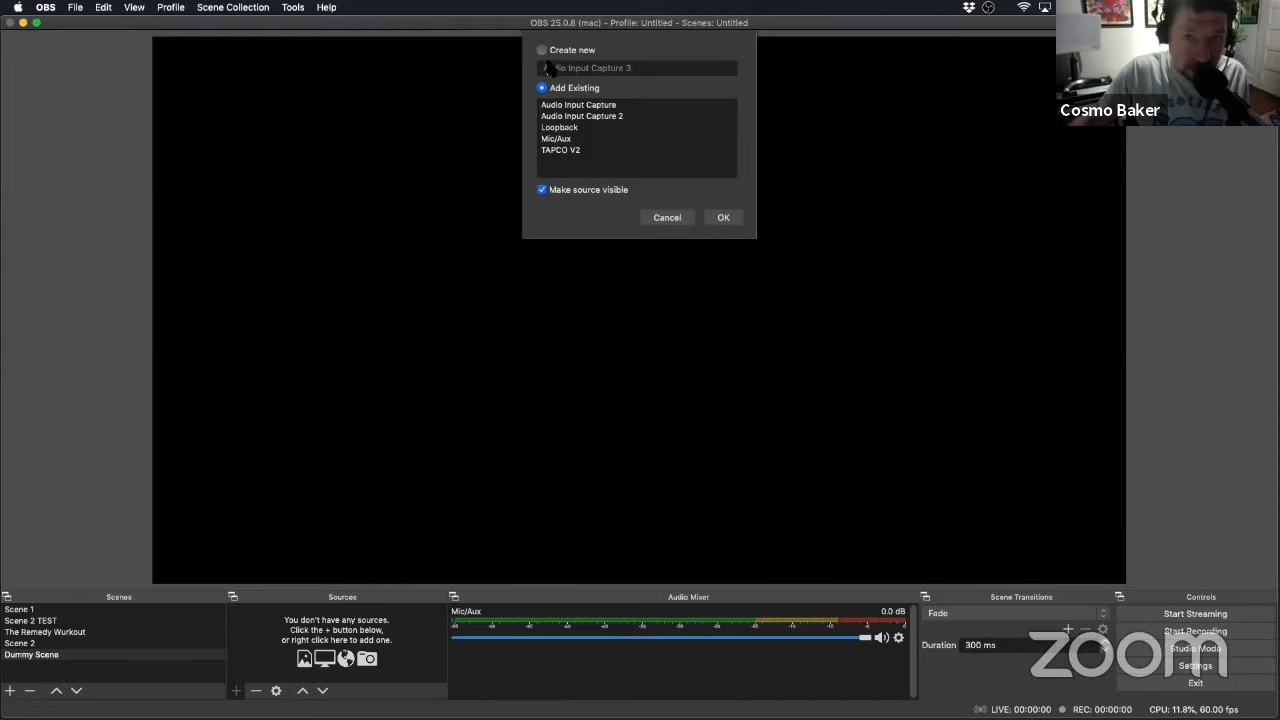 OBS File Edit View Profile Scene Collection Tools Help
OBS 25.0.8 (mac) - Profile: Untitled - Scenes: Untitled
Create new
Audio Input Capture 3
Add Existing
Audio Input Capture
Audio Input Capture 2
Loopback
Mic/Aux
TAPCO V2
Make source visible
Cancel OK
Cosmo Baker
Scenes
Scene 1
Scene 2 TEST
The Remedy Workout
Scene 2
Dummy Scene
Sources
You don't have any sources.
Click the + button below,
or right click here to add one.
Audio Mixer
Mic/Aux 0.0 dB
Scene Transitions
Fade
Duration 300 ms
Controls
Start Streaming
Start Recording
Studio Mode
Settings
Exit
zoom
LIVE: 00:00:00 REC: 00:00:00 CPU: 11.8%, 60.00 fps